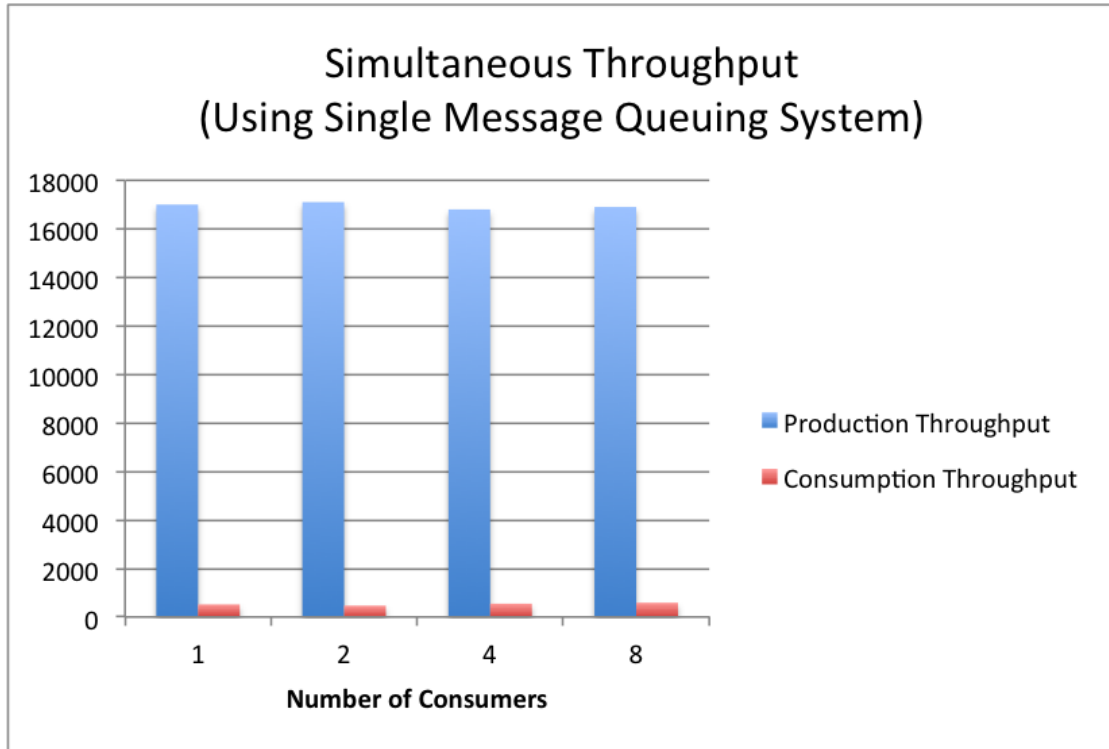 Simultaneous Throughput
(Using Single Message Queuing System)
18000
16000
14000
12000
10000
8000
6000
4000
2000
0
1 2 4 8
Number of Consumers
Production Throughput
Consumption Throughput